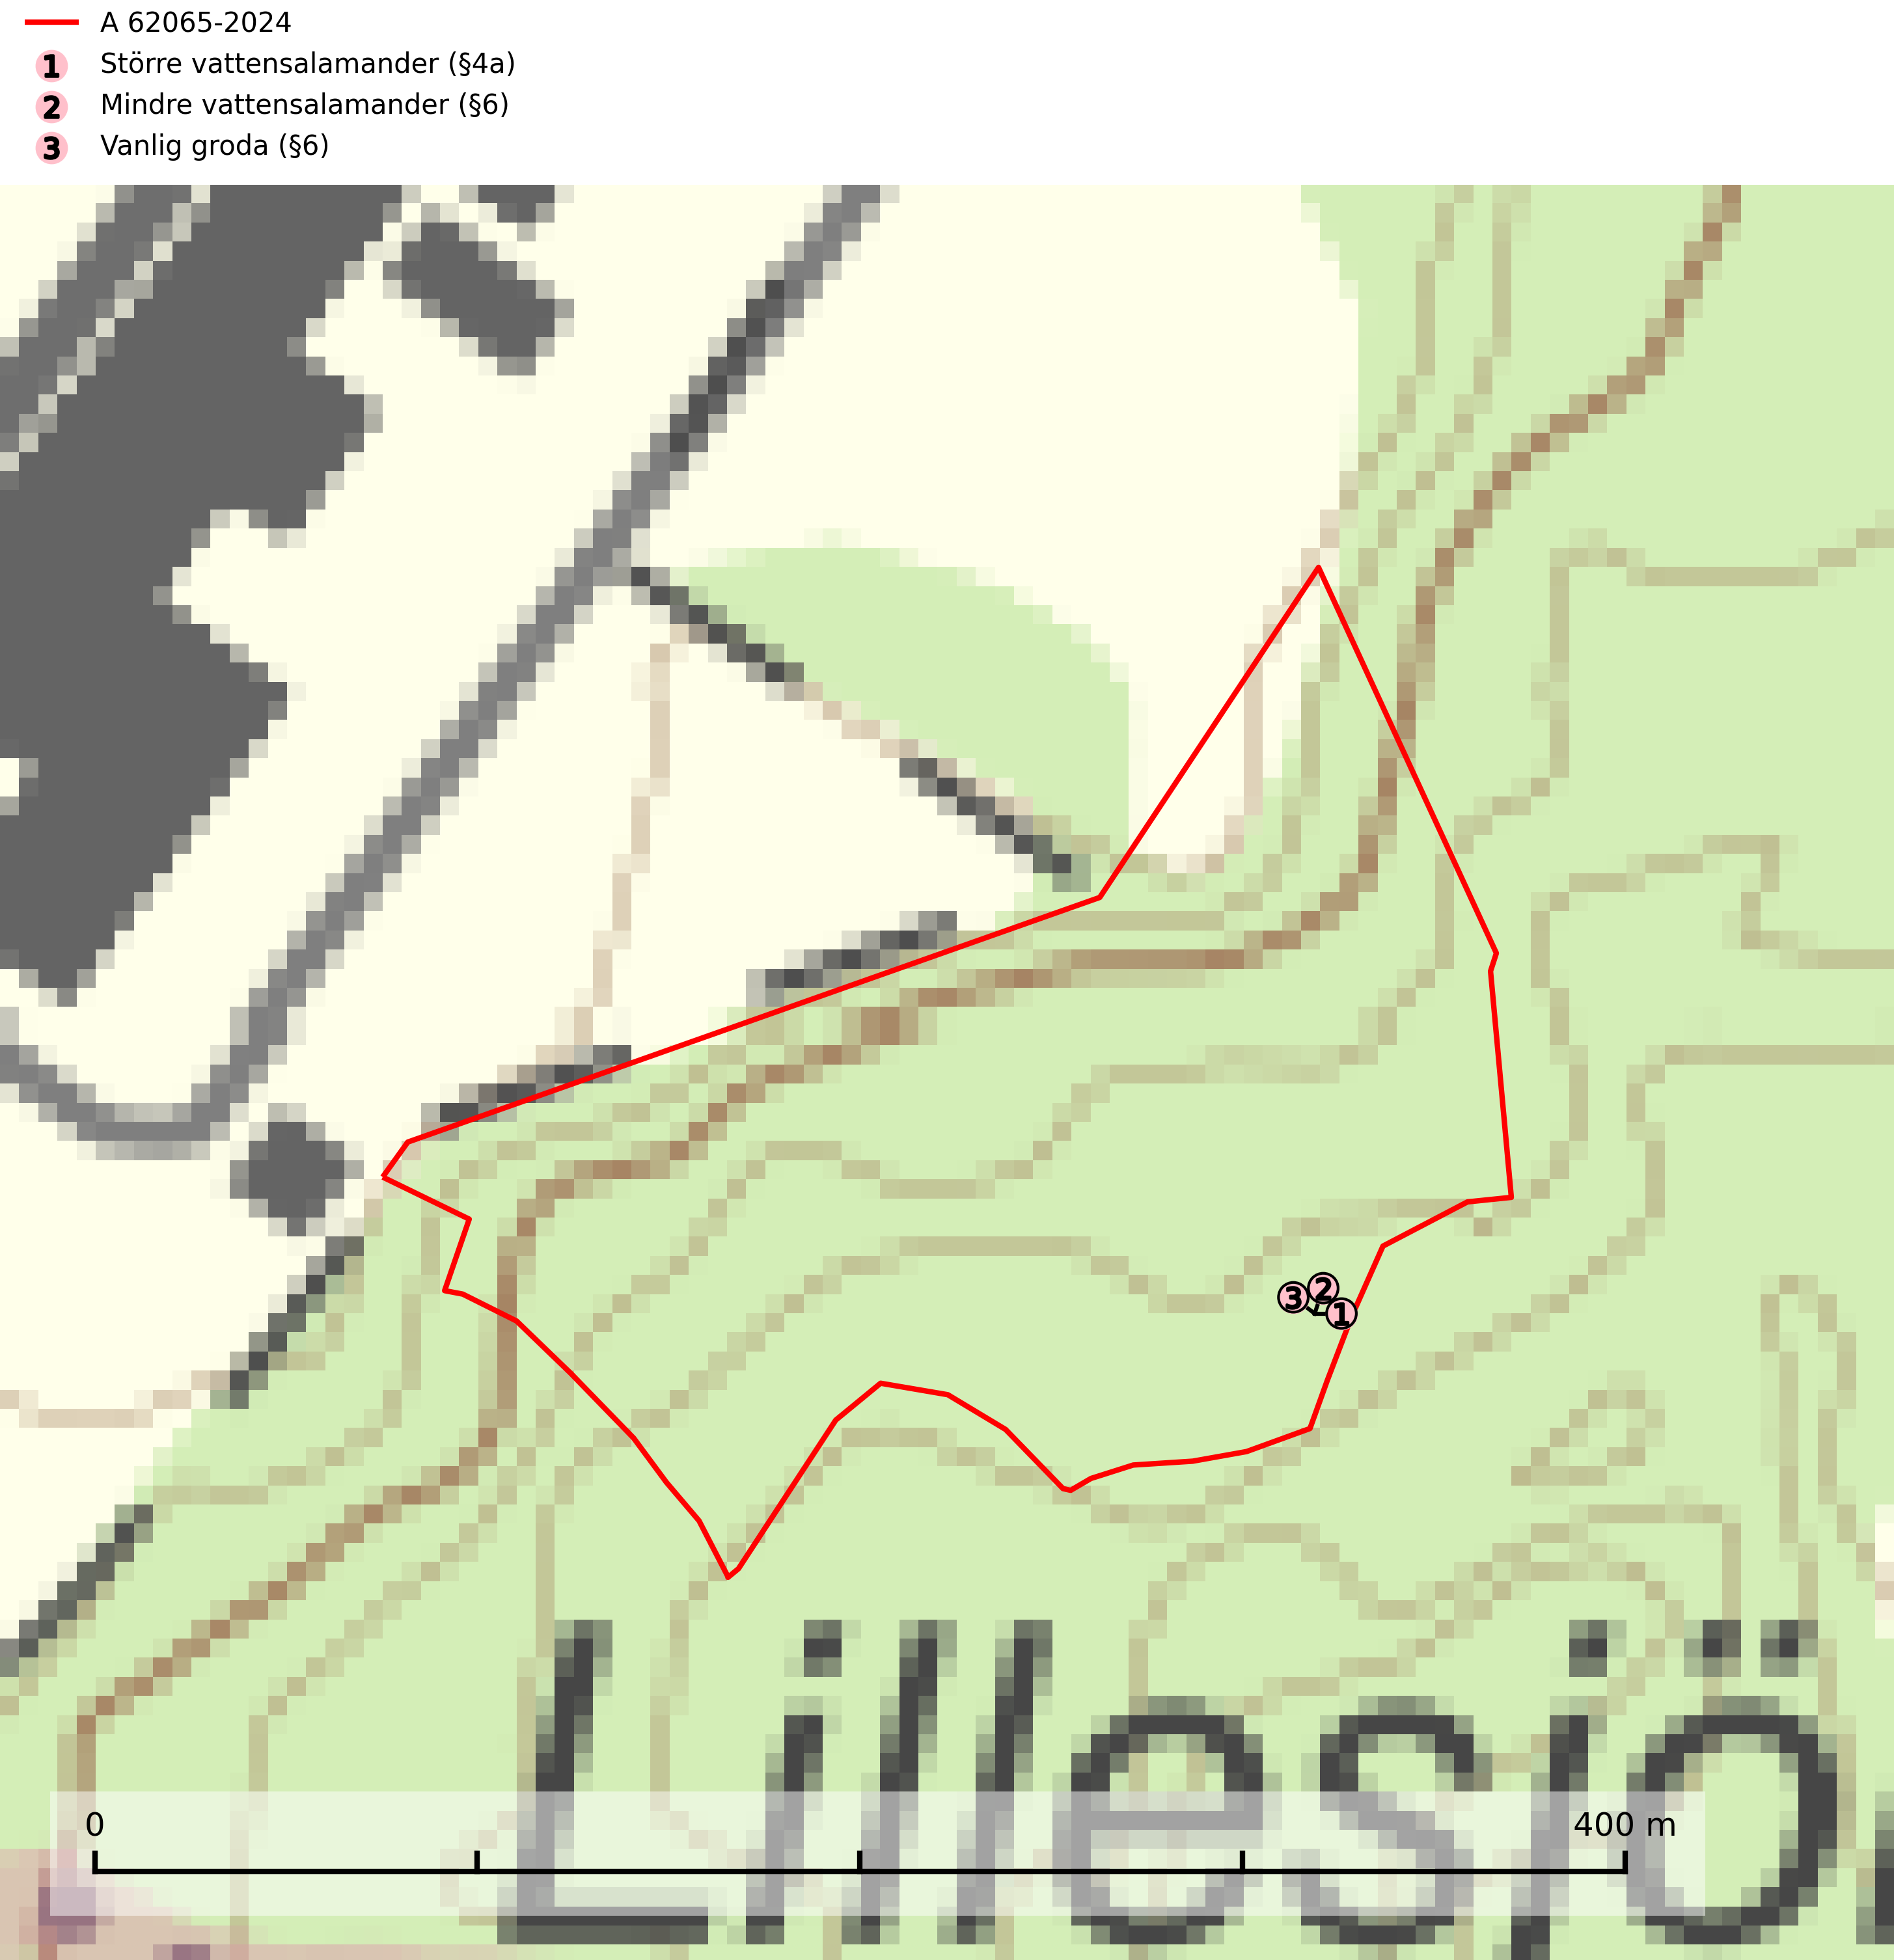 A 62065-2024
1 Större vattensalamander (§4a)
2 Mindre vattensalamander (§6)
3 Vanlig groda (§6)
3 2 1
0 400 m